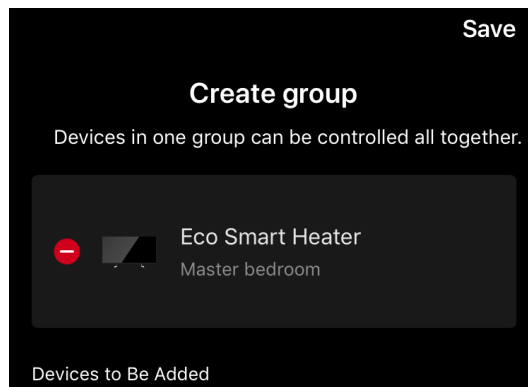 Save
Create group
Devices in one group can be controlled all together.
Eco Smart Heater
Master bedroom
Devices to Be Added